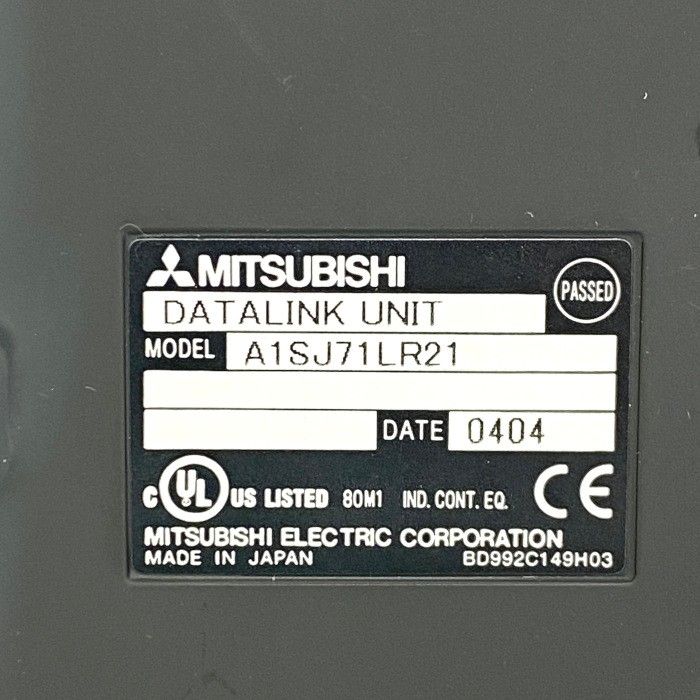 MITSUBISHI
PASSED
DATALINK UNIT
MODEL A1SJ71LR21
DATE 0404
C UL US LISTED 80M1 IND. CONT. EQ. CE
MITSUBISHI ELECTRIC CORPORATION
MADE IN JAPAN BD992C149H03